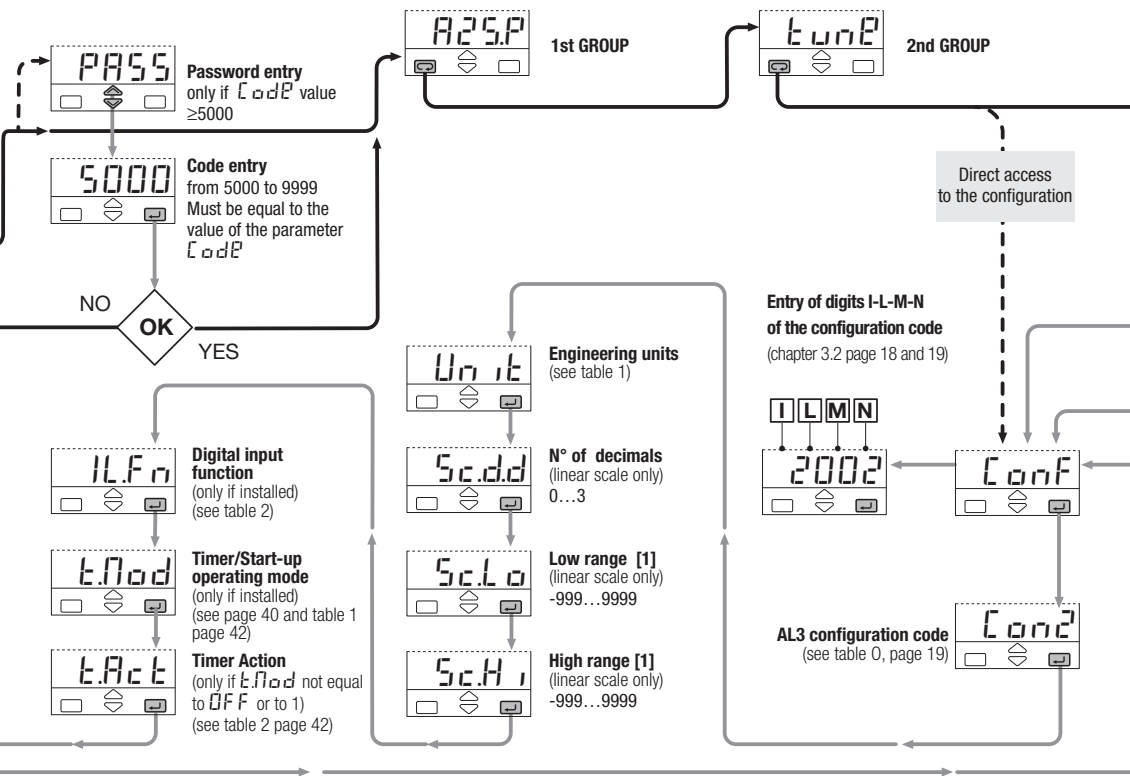 PASS
Password entry
only if CodE value
≥5000
5000
Code entry
from 5000 to 9999
Must be equal to the
value of the parameter
CodE
NO
OK
YES
A2S.P
1st GROUP
tunE
2nd GROUP
Direct access
to the configuration
Entry of digits I-L-M-N
of the configuration code
(chapter 3.2 page 18 and 19)
I L M N
2002
ConF
AL3 configuration code
(see table O, page 19)
Con2
Unit
Engineering units
(see table 1)
Sc.d.d
N° of decimals
(linear scale only)
0...3
Sc.Lo
Low range [1]
(linear scale only)
-999...9999
Sc.Hi
High range [1]
(linear scale only)
-999...9999
IL.Fn
Digital input
function
(only if installed)
(see table 2)
t.Mod
Timer/Start-up
operating mode
(only if installed)
(see page 40 and table 1
page 42)
t.Act
Timer Action
(only if t.Mod not equal
to OFF or to 1)
(see table 2 page 42)